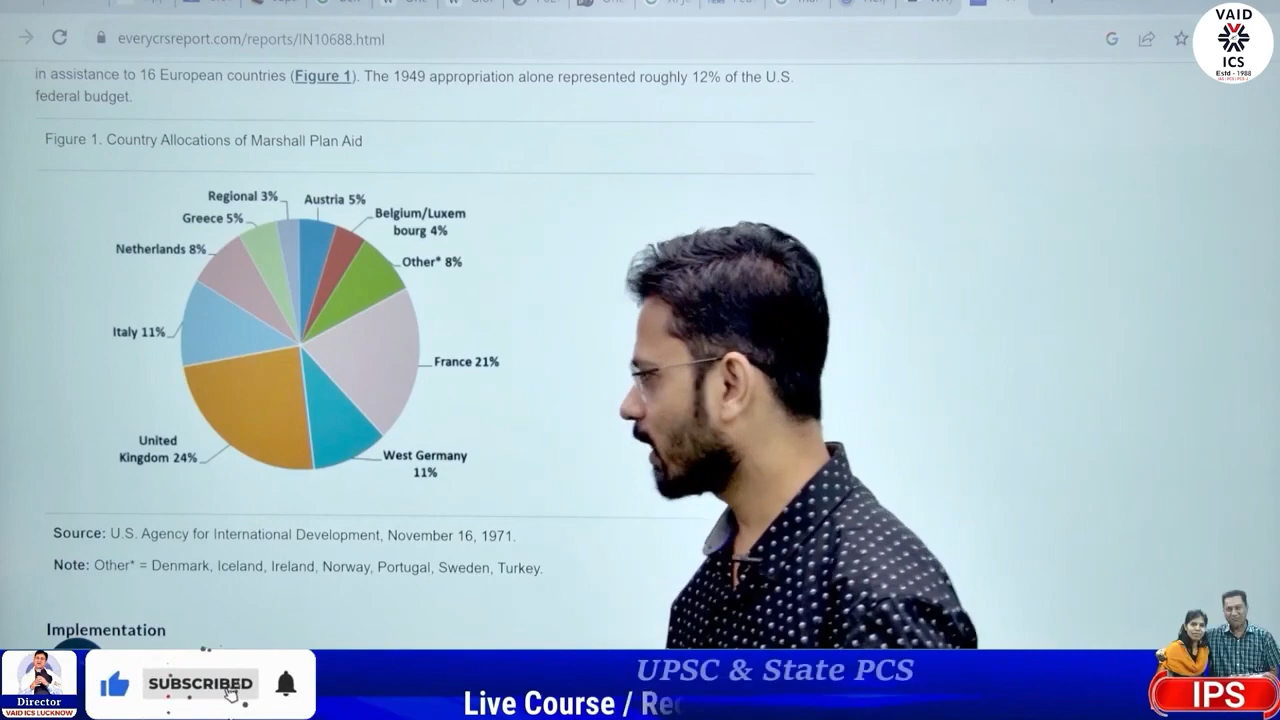 everycrsreport.com/reports/IN10688.html
VAID
ICS
Estd - 1988
in assistance to 16 European countries (Figure 1). The 1949 appropriation alone represented roughly 12% of the U.S.
federal budget.
Figure 1. Country Allocations of Marshall Plan Aid
Regional 3%
Austria 5%
Greece 5%
Belgium/Luxem
bourg 4%
Netherlands 8%
Other* 8%
Italy 11%
France 21%
United
Kingdom 24%
West Germany
11%
Source: U.S. Agency for International Development, November 16, 1971.
Note: Other* = Denmark, Iceland, Ireland, Norway, Portugal, Sweden, Turkey.
Implementation
UPSC & State PCS
SUBSCRIBED
Director
VAID ICS LUCKNOW
Live Course / Re
IPS